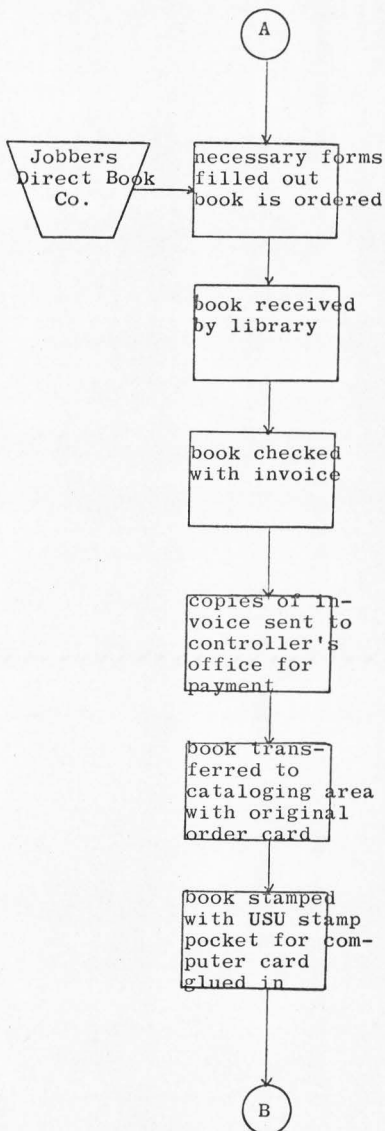 A
Jobbers
Direct Book
Co.
necessary forms
filled out
book is ordered
book received
by library
book checked
with invoice
copies of in-
voice sent to
controller's
office for
payment
book trans-
ferred to
cataloging area
with original
order card
book stamped
with USU stamp
pocket for com-
puter card
glued in
B